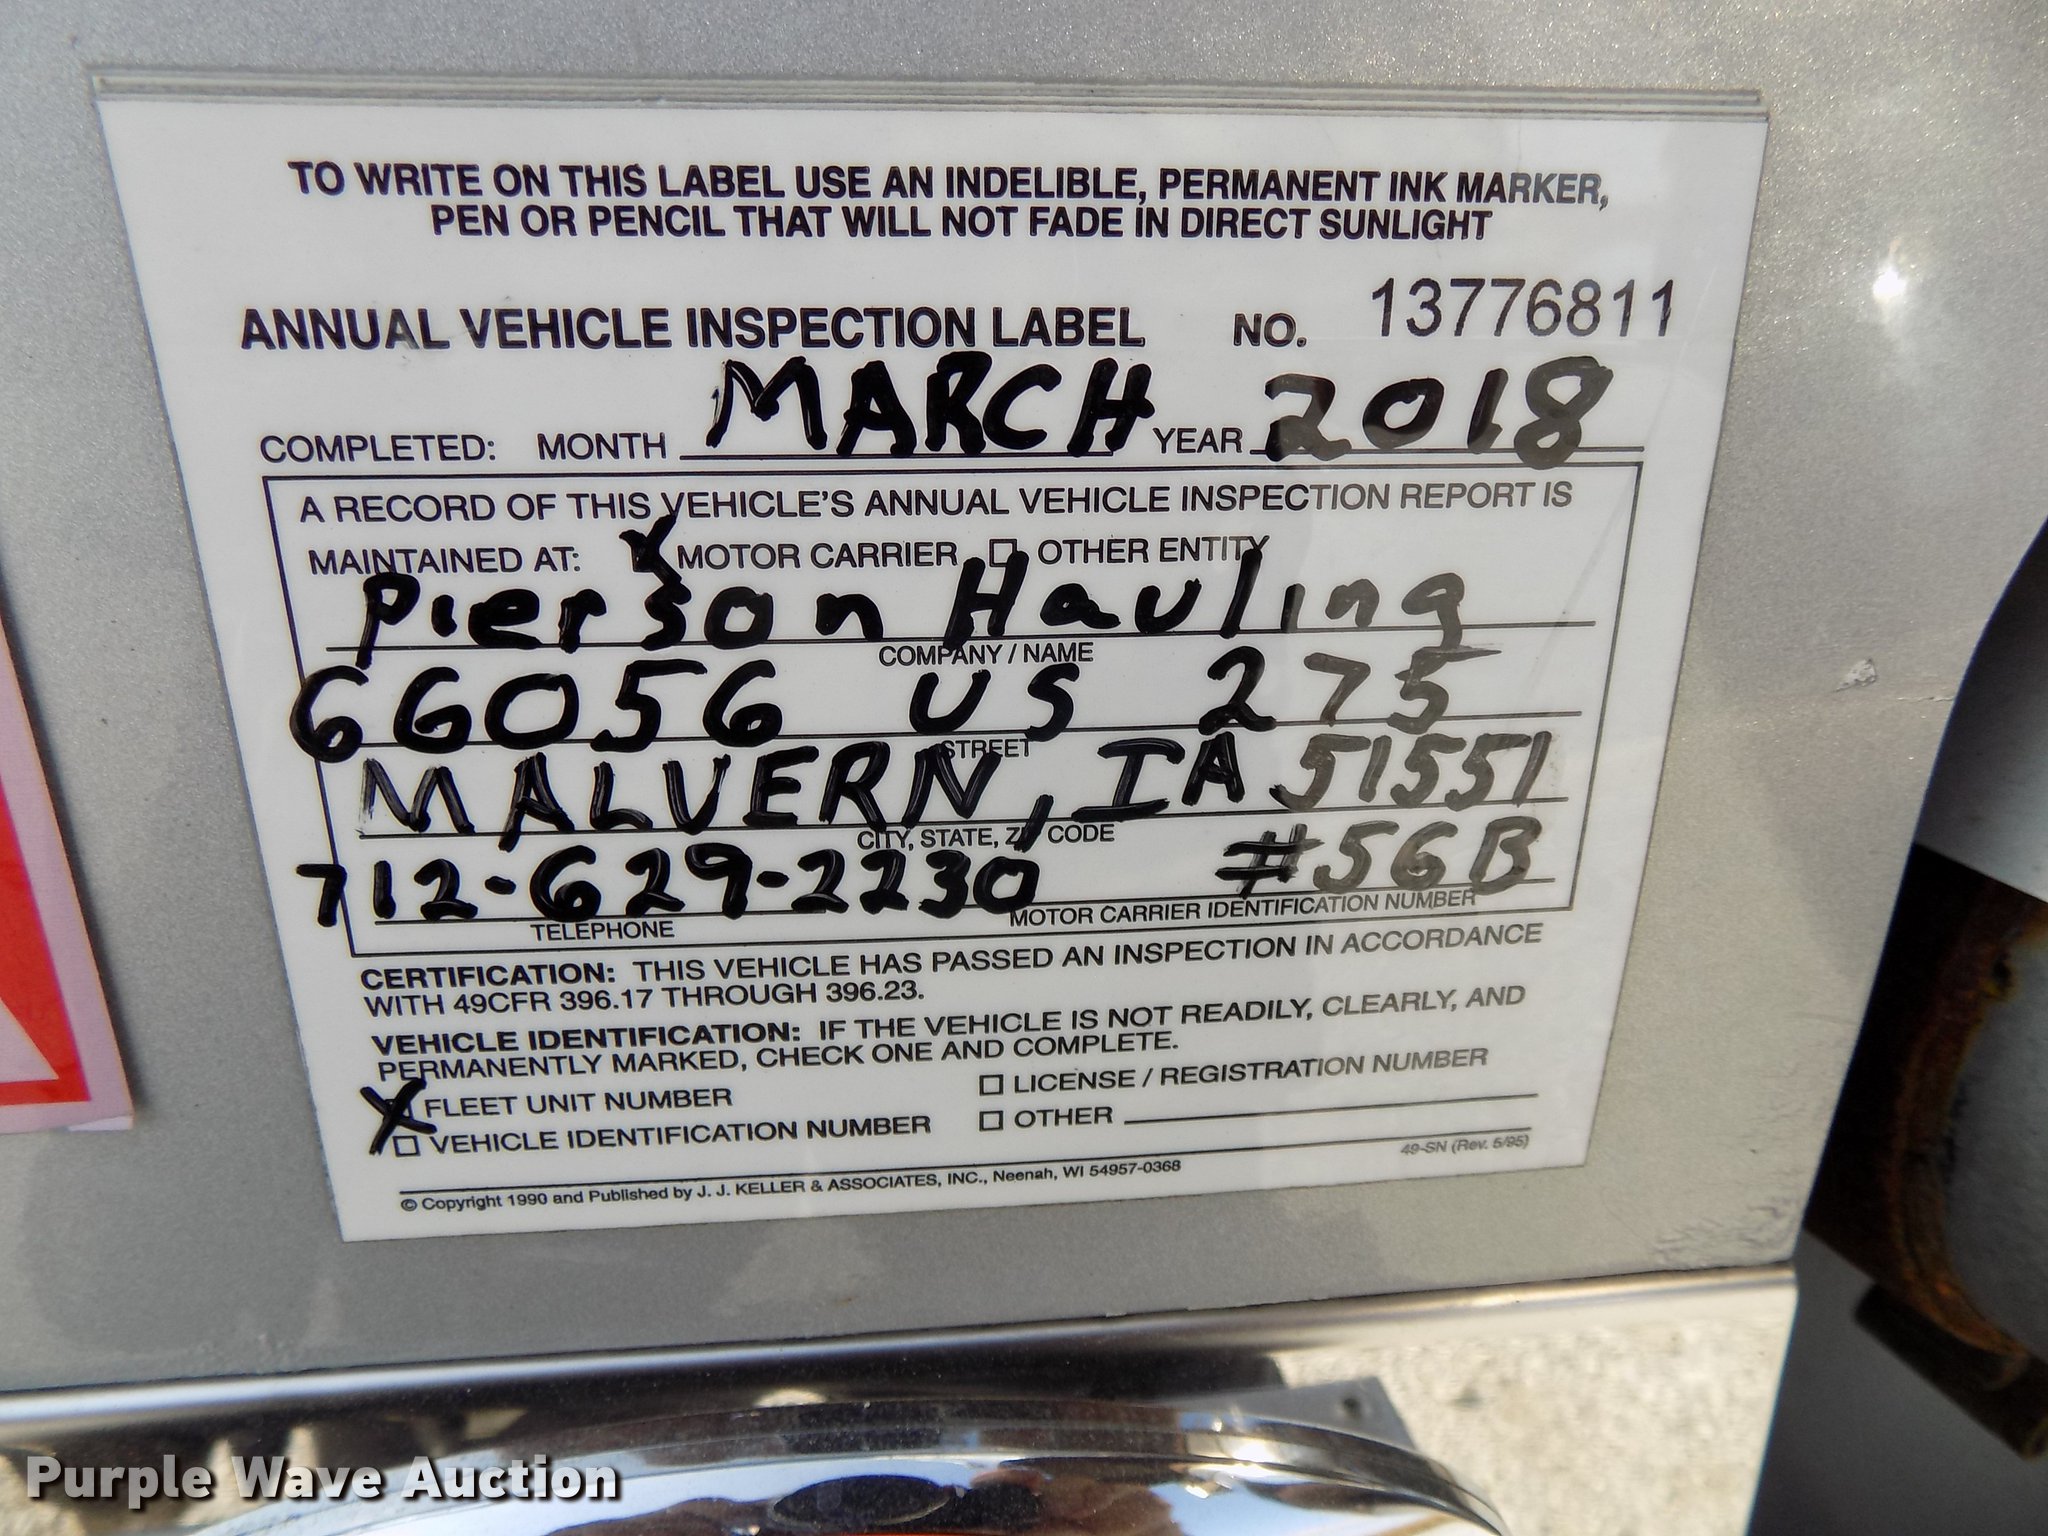 TO WRITE ON THIS LABEL USE AN INDELIBLE, PERMANENT INK MARKER,
PEN OR PENCIL THAT WILL NOT FADE IN DIRECT SUNLIGHT
ANNUAL VEHICLE INSPECTION LABEL NO. 13776811
COMPLETED: MONTH MARCH YEAR 2018
A RECORD OF THIS VEHICLE'S ANNUAL VEHICLE INSPECTION REPORT IS
MAINTAINED AT: X MOTOR CARRIER ☐ OTHER ENTITY
Pierson Hauling
COMPANY / NAME
66056 US 275
STREET
MALVERN, IA 51551
CITY, STATE, ZIP CODE
712-629-2230 #56B
TELEPHONE MOTOR CARRIER IDENTIFICATION NUMBER
CERTIFICATION: THIS VEHICLE HAS PASSED AN INSPECTION IN ACCORDANCE
WITH 49CFR 396.17 THROUGH 396.23.
VEHICLE IDENTIFICATION: IF THE VEHICLE IS NOT READILY, CLEARLY, AND
PERMANENTLY MARKED, CHECK ONE AND COMPLETE.
X FLEET UNIT NUMBER ☐ LICENSE / REGISTRATION NUMBER
☐ VEHICLE IDENTIFICATION NUMBER ☐ OTHER
49-SN (Rev. 5/95)
© Copyright 1990 and Published by J. J. KELLER & ASSOCIATES, INC., Neenah, WI 54957-0368
Purple Wave Auction